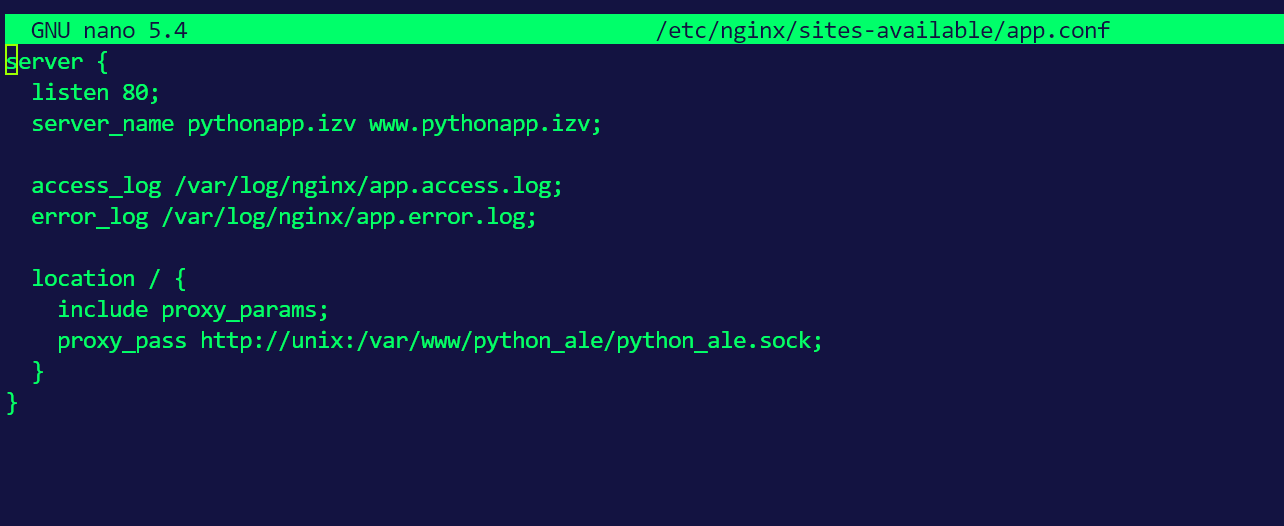 GNU nano 5.4 /etc/nginx/sites-available/app.conf
server {
  listen 80;
  server_name pythonapp.izv www.pythonapp.izv;

  access_log /var/log/nginx/app.access.log;
  error_log /var/log/nginx/app.error.log;

  location / {
    include proxy_params;
    proxy_pass http://unix:/var/www/python_ale/python_ale.sock;
  }
}